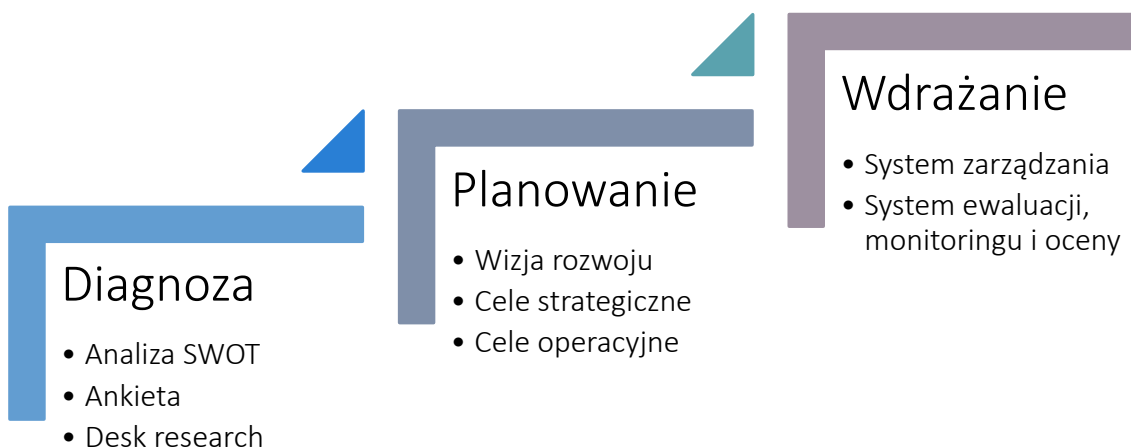 Diagnoza
• Analiza SWOT
• Ankieta
• Desk research
Planowanie
• Wizja rozwoju
• Cele strategiczne
• Cele operacyjne
Wdrażanie
• System zarządzania
• System ewaluacji,
monitoringu i oceny